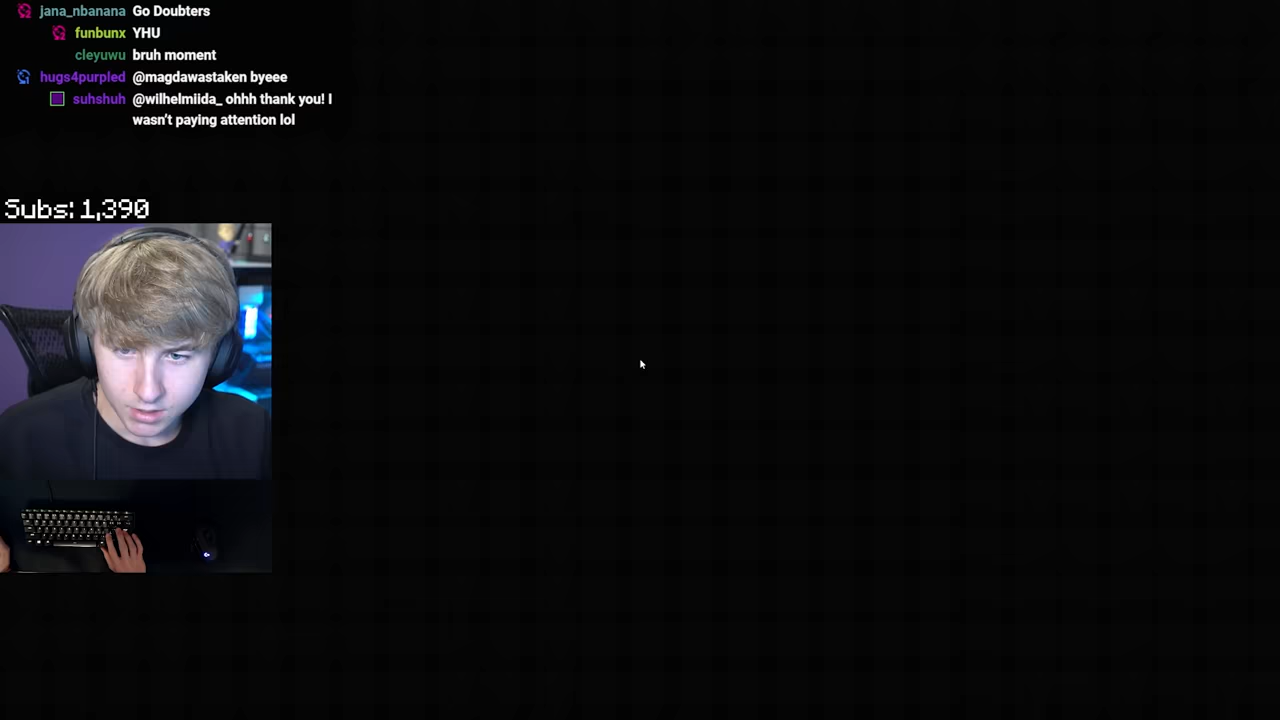 jana_nbanana Go Doubters
funbunx YHU
cleyuwu bruh moment
hugs4purpled @magdawastaken byeee
suhshuh @wilhelmiida_ ohhh thank you! I
wasn't paying attention lol
Subs: 1,390